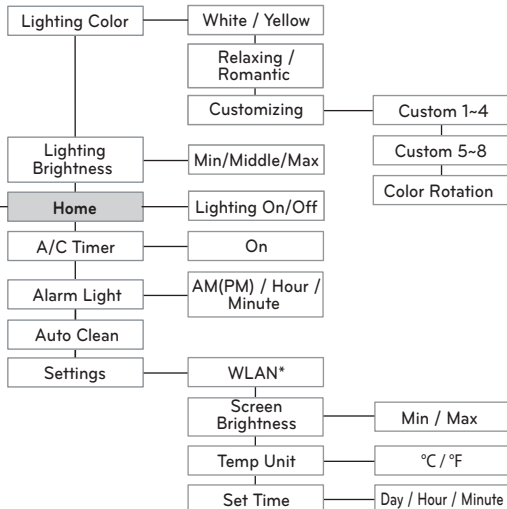 Lighting Color
White / Yellow
Relaxing /
Romantic
Customizing
Custom 1~4
Custom 5~8
Color Rotation
Lighting
Brightness
Min/Middle/Max
Home
Lighting On/Off
A/C Timer
On
Alarm Light
AM(PM) / Hour /
Minute
Auto Clean
Settings
WLAN*
Screen
Brightness
Min / Max
Temp Unit
°C / °F
Set Time
Day / Hour / Minute